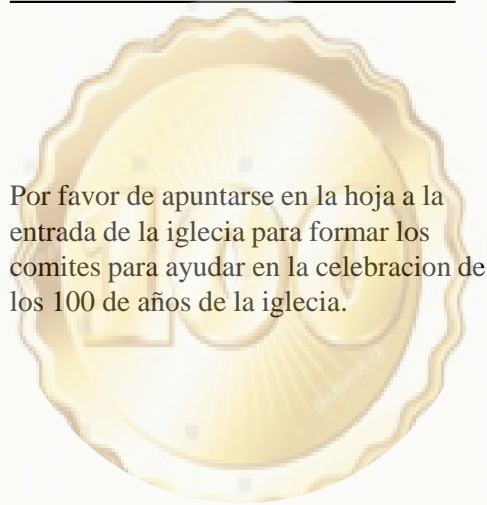 Por favor de apuntarse en la hoja a la
entrada de la iglecia para formar los
comites para ayudar en la celebracion de
los 100 de años de la iglecia.
100